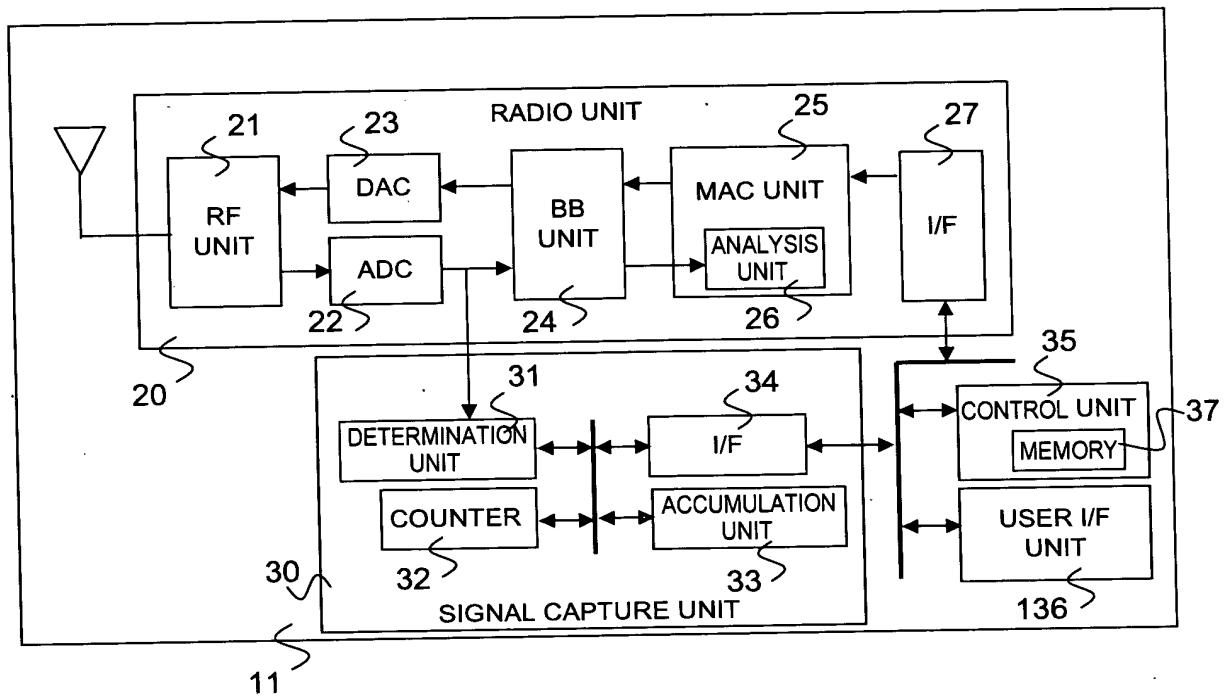 RADIO UNIT
21
23
25
27
DAC
RF
UNIT
BB
UNIT
MAC UNIT
I/F
ADC
ANALYSIS
UNIT
22
24
26
20
31
34
35
37
DETERMINATION
UNIT
I/F
CONTROL UNIT
MEMORY
COUNTER
ACCUMULATION
UNIT
USER I/F
UNIT
32
33
30
136
SIGNAL CAPTURE UNIT
11